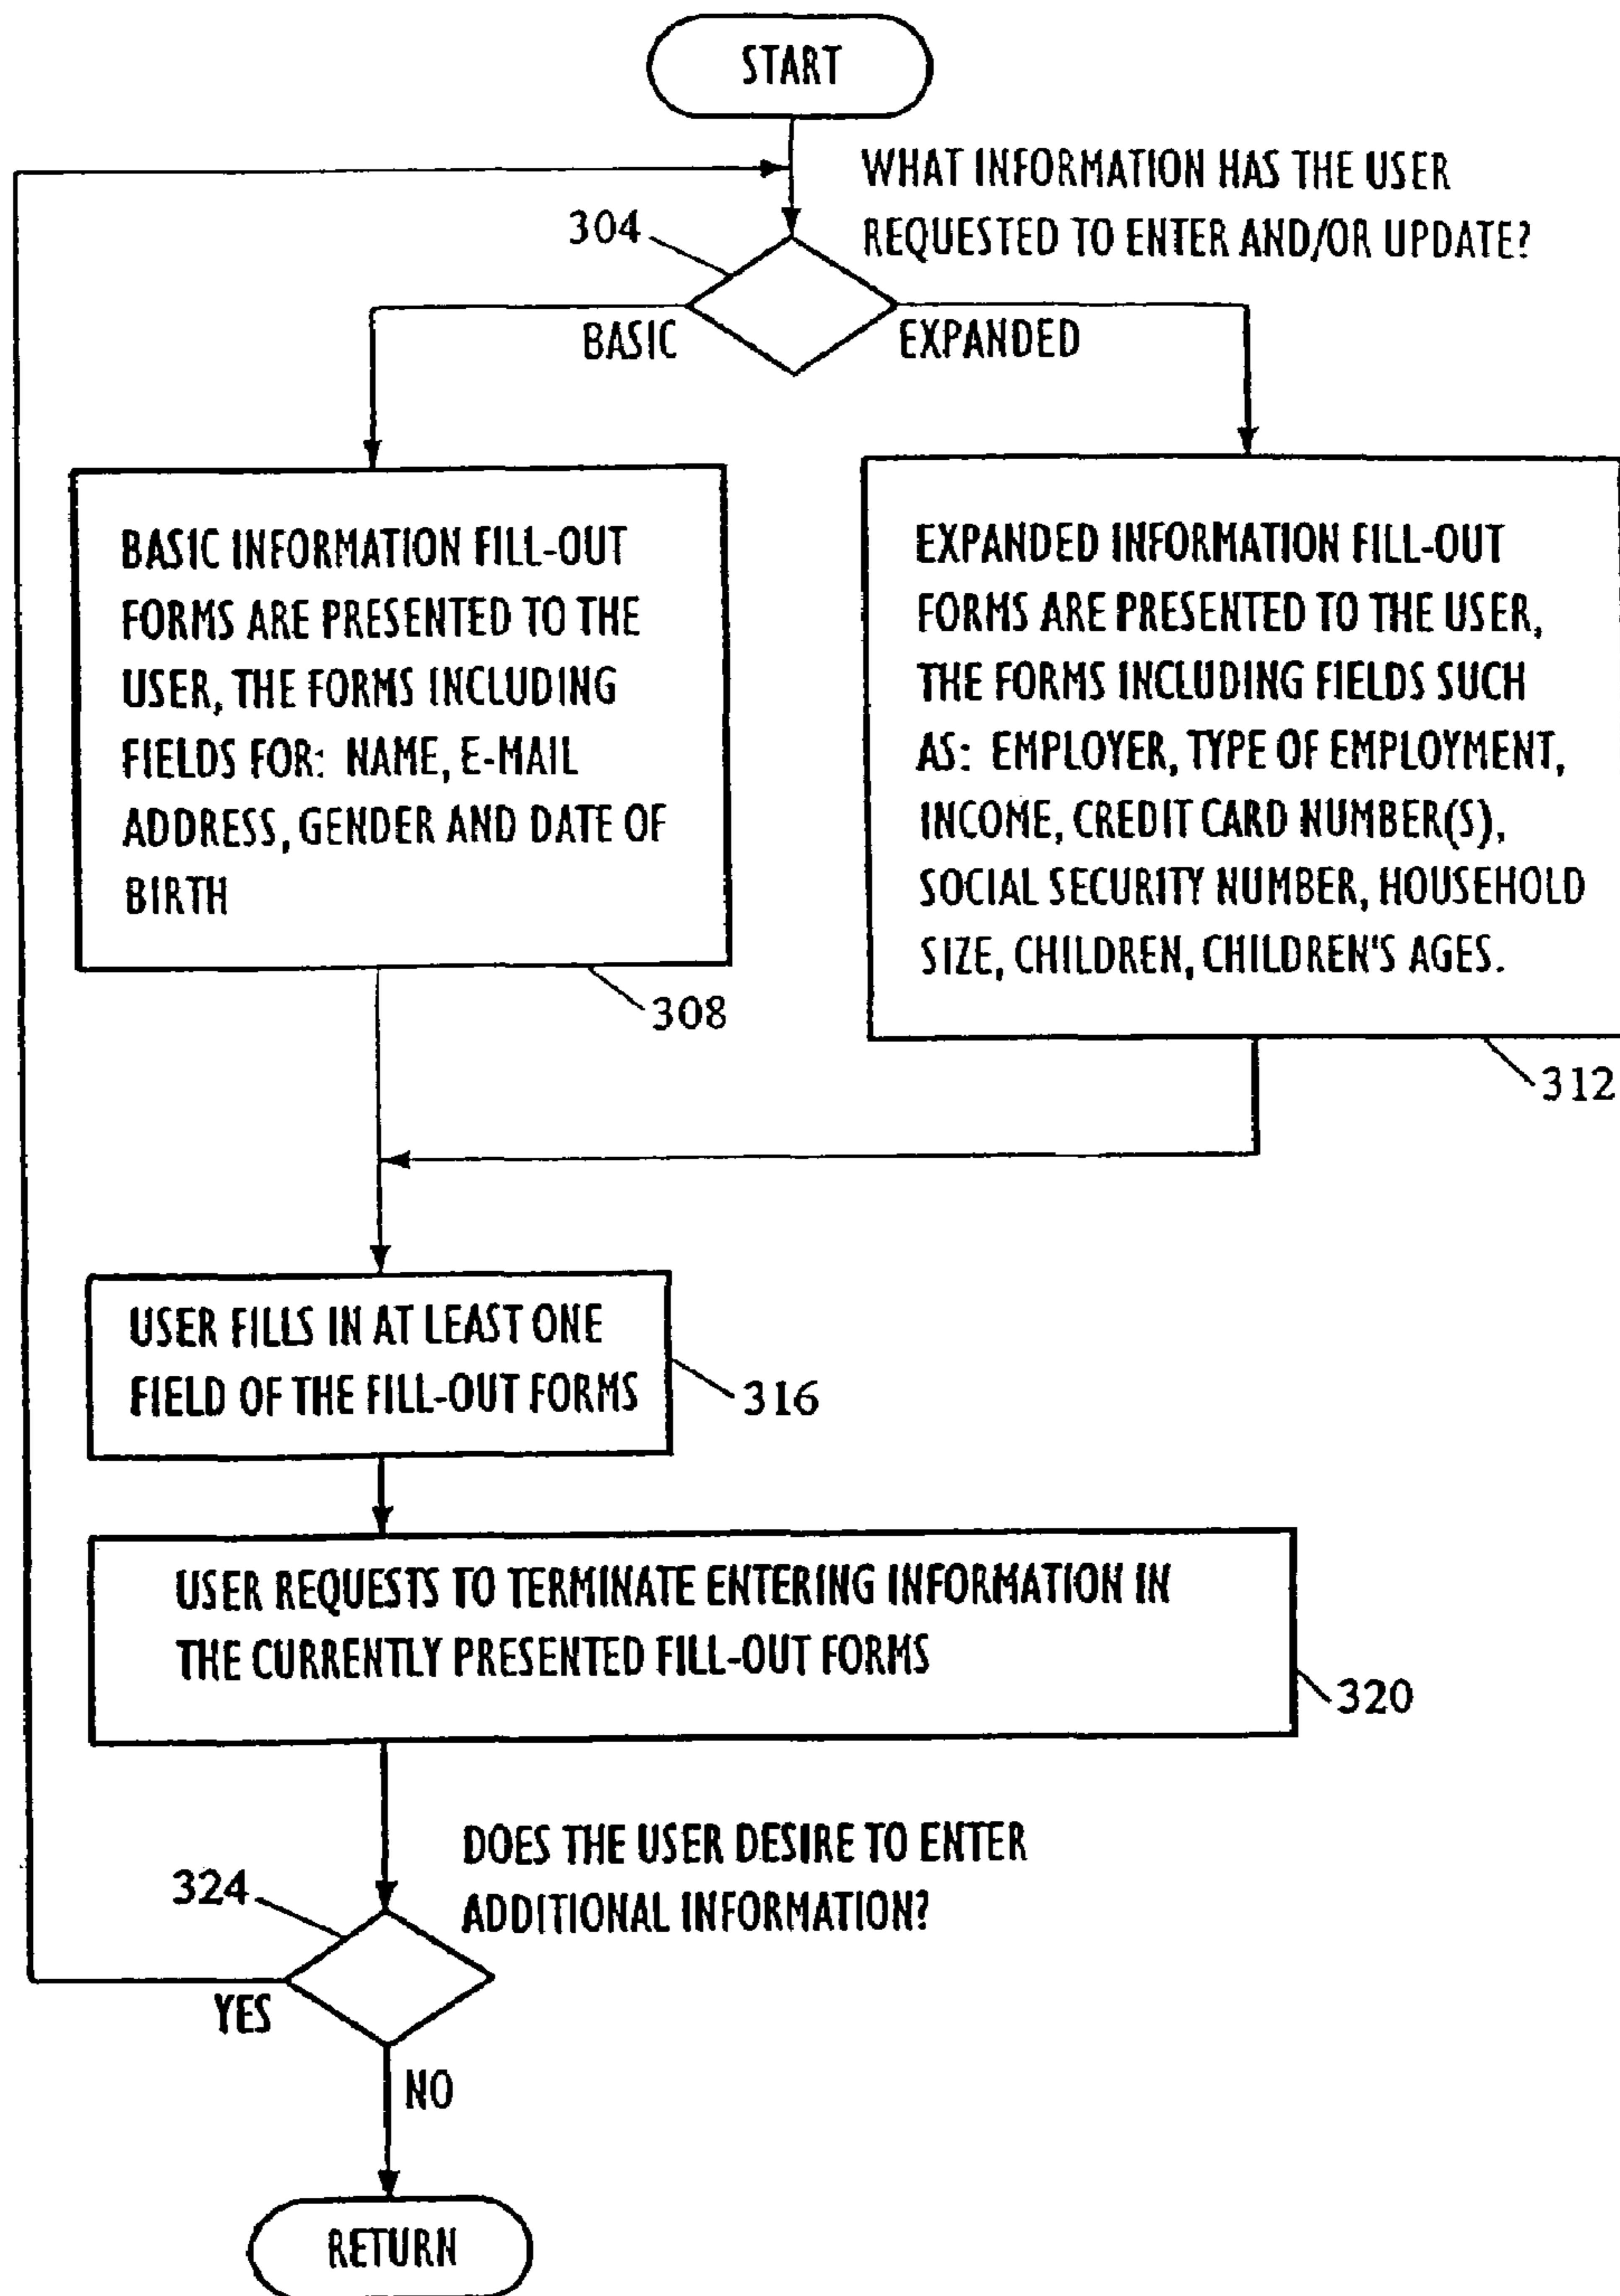 START
WHAT INFORMATION HAS THE USER
REQUESTED TO ENTER AND/OR UPDATE?
304
BASIC
EXPANDED
BASIC INFORMATION FILL-OUT
FORMS ARE PRESENTED TO THE
USER, THE FORMS INCLUDING
FIELDS FOR: NAME, E-MAIL
ADDRESS, GENDER AND DATE OF
BIRTH
308
EXPANDED INFORMATION FILL-OUT
FORMS ARE PRESENTED TO THE USER,
THE FORMS INCLUDING FIELDS SUCH
AS: EMPLOYER, TYPE OF EMPLOYMENT,
INCOME, CREDIT CARD NUMBER(S),
SOCIAL SECURITY NUMBER, HOUSEHOLD
SIZE, CHILDREN, CHILDREN'S AGES.
312
USER FILLS IN AT LEAST ONE
FIELD OF THE FILL-OUT FORMS
316
USER REQUESTS TO TERMINATE ENTERING INFORMATION IN
THE CURRENTLY PRESENTED FILL-OUT FORMS
320
DOES THE USER DESIRE TO ENTER
ADDITIONAL INFORMATION?
324
YES
NO
RETURN